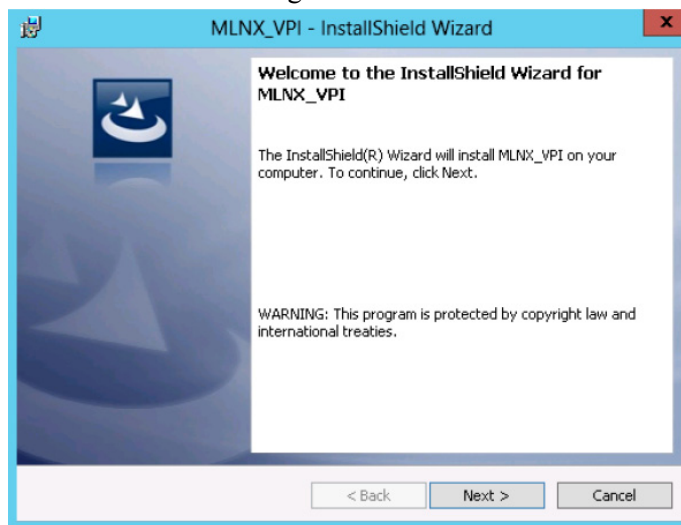 MLNX_VPI - InstallShield Wizard
x
Welcome to the InstallShield Wizard for
MLNX_VPI
The InstallShield(R) Wizard will install MLNX_VPI on your
computer. To continue, click Next.
WARNING: This program is protected by copyright law and
international treaties.
< Back Next > Cancel